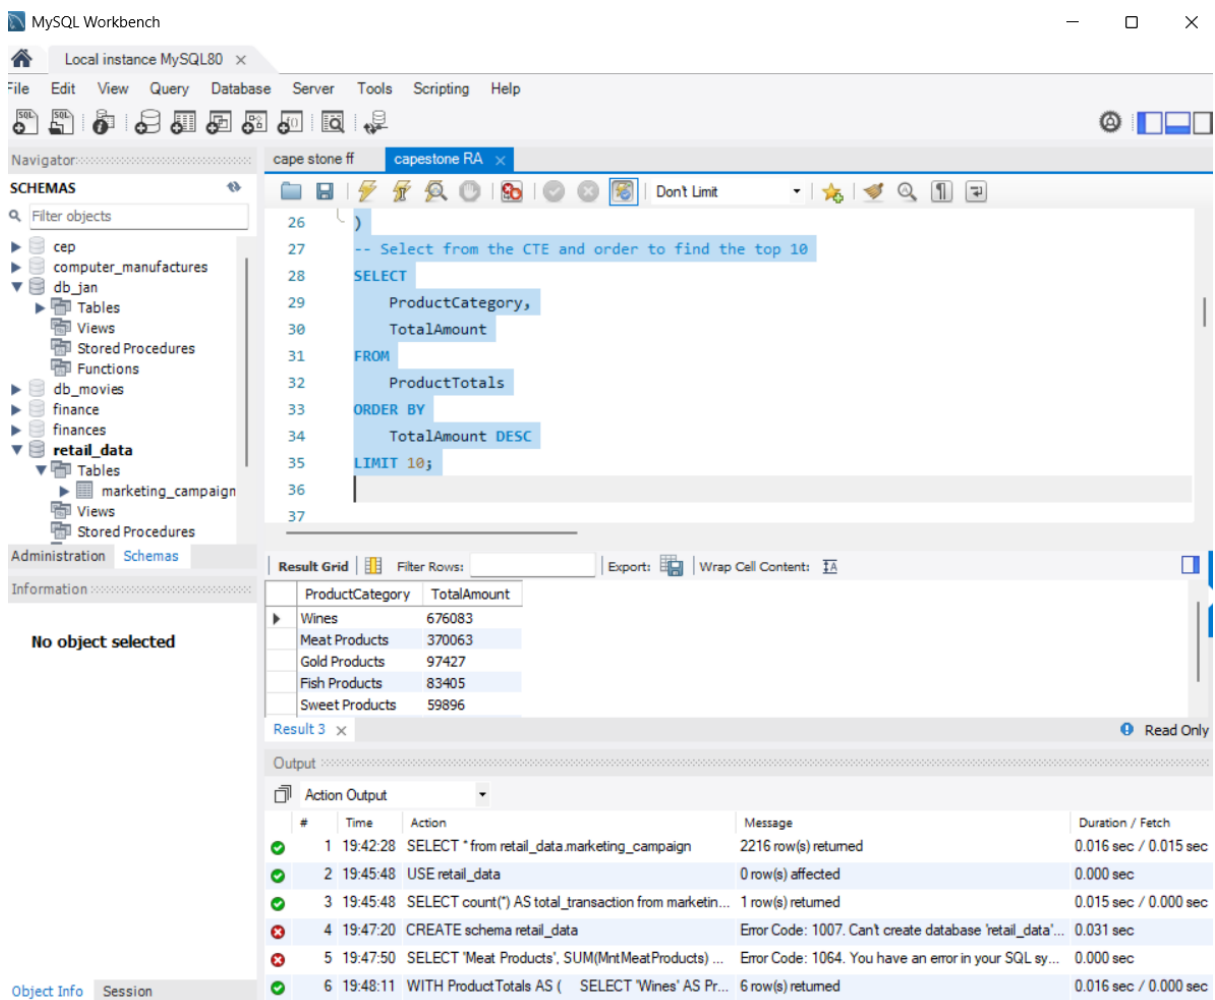 MySQL Workbench
Local instance MySQL80
File Edit View Query Database Server Tools Scripting Help
Navigator
SCHEMAS
Filter objects
cep
computer_manufactures
db_jan
Tables
Views
Stored Procedures
Functions
db_movies
finance
finances
retail_data
Tables
marketing_campaign
Views
Stored Procedures
Administration Schemas
Information
No object selected
Object Info Session
cape stone ff capestone RA
Don't Limit
26 )
27 -- Select from the CTE and order to find the top 10
28 SELECT
29 ProductCategory,
30 TotalAmount
31 FROM
32 ProductTotals
33 ORDER BY
34 TotalAmount DESC
35 LIMIT 10;
36
37
Result Grid Filter Rows: Export: Wrap Cell Content:
ProductCategory TotalAmount
Wines 676083
Meat Products 370063
Gold Products 97427
Fish Products 83405
Sweet Products 59896
Result 3 Read Only
Output
Action Output
# Time Action Message Duration / Fetch
1 19:42:28 SELECT * from retail_data.marketing_campaign 2216 row(s) returned 0.016 sec / 0.015 sec
2 19:45:48 USE retail_data 0 row(s) affected 0.000 sec
3 19:45:48 SELECT count(*) AS total_transaction from marketin... 1 row(s) returned 0.015 sec / 0.000 sec
4 19:47:20 CREATE schema retail_data Error Code: 1007. Can't create database 'retail_data'... 0.031 sec
5 19:47:50 SELECT 'Meat Products', SUM(MntMeatProducts) ... Error Code: 1064. You have an error in your SQL sy... 0.000 sec
6 19:48:11 WITH ProductTotals AS ( SELECT 'Wines' AS Pr... 6 row(s) returned 0.016 sec / 0.000 sec